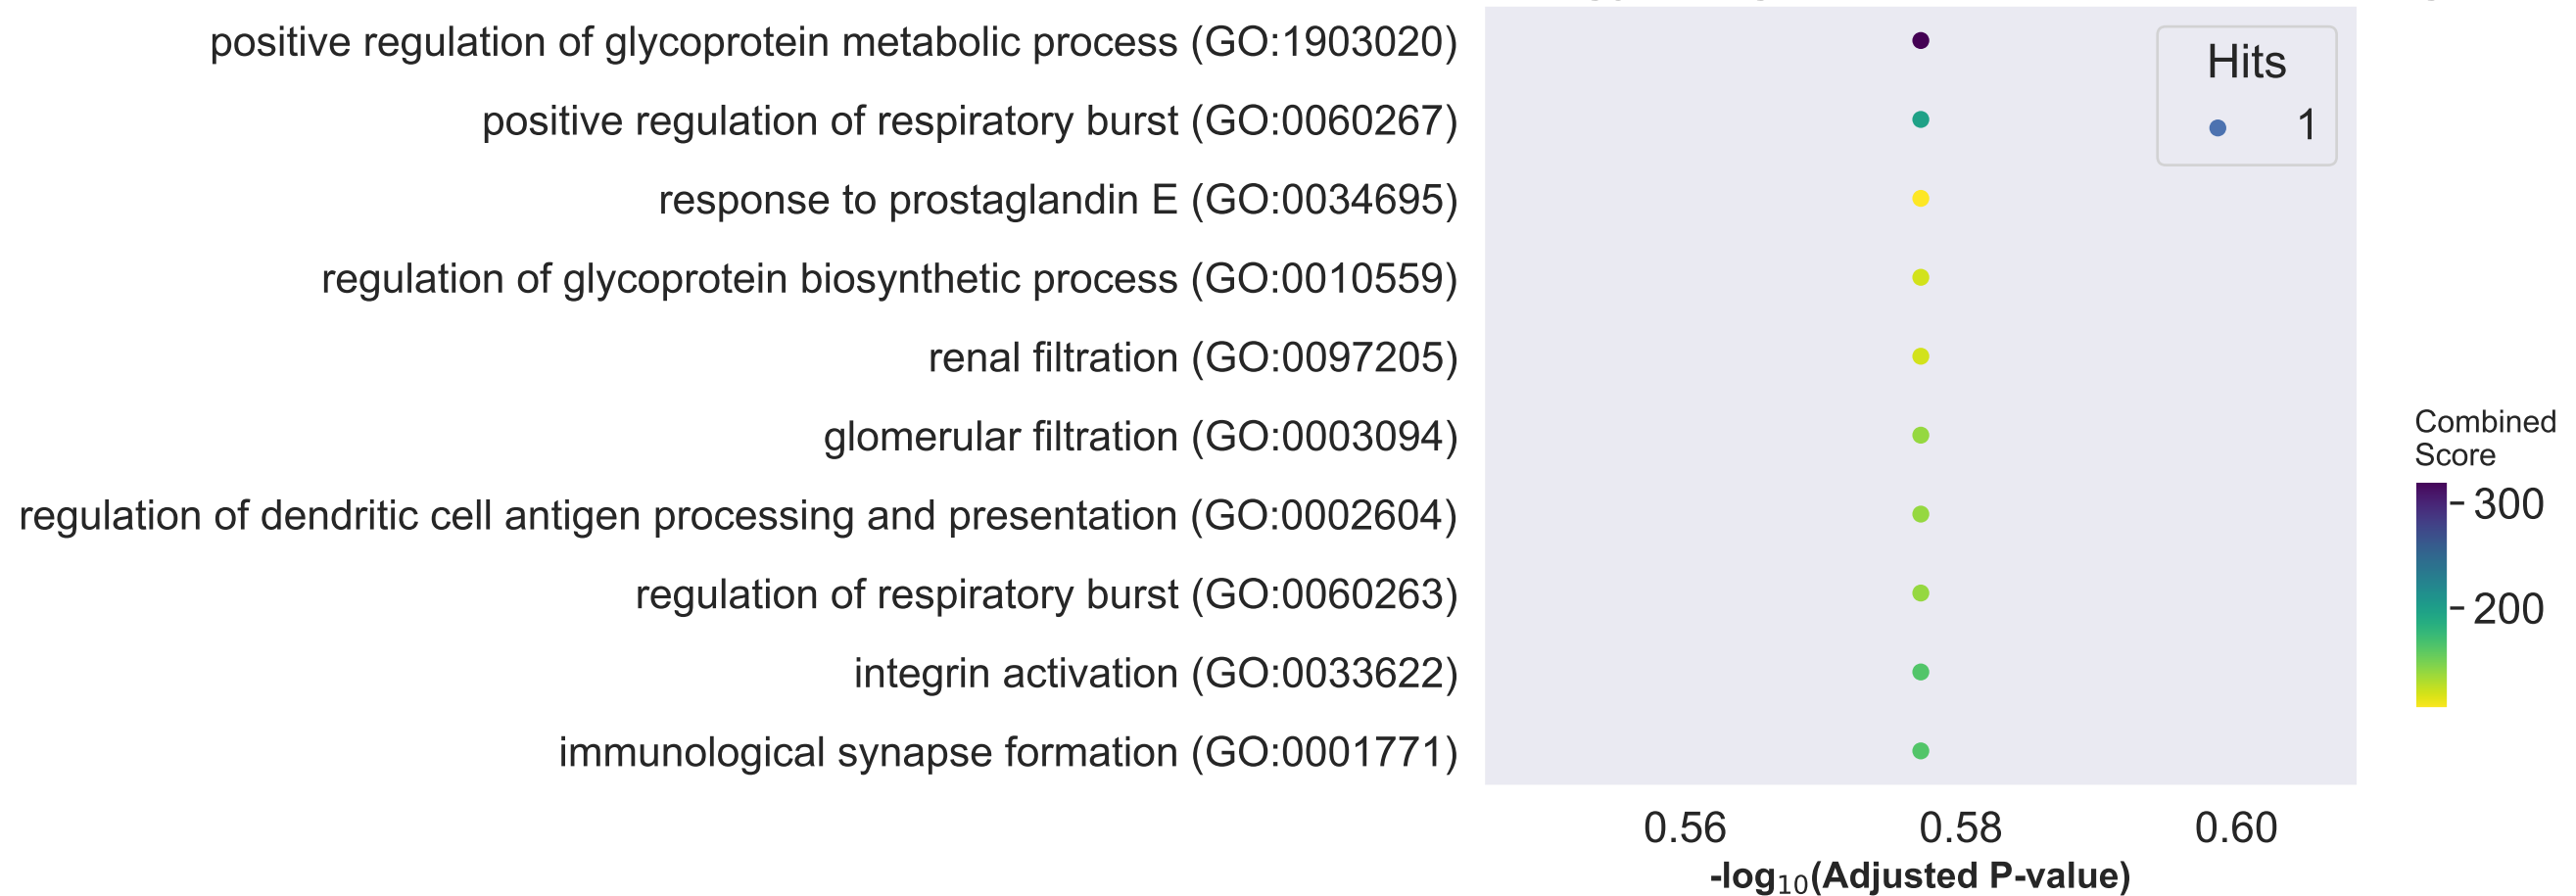 positive regulation of glycoprotein metabolic process (GO:1903020)
positive regulation of respiratory burst (GO:0060267)
response to prostaglandin E (GO:0034695)
regulation of glycoprotein biosynthetic process (GO:0010559)
renal filtration (GO:0097205)
glomerular filtration (GO:0003094)
regulation of dendritic cell antigen processing and presentation (GO:0002604)
regulation of respiratory burst (GO:0060263)
integrin activation (GO:0033622)
immunological synapse formation (GO:0001771)
Hits
1
Combined
Score
300
200
0.56 0.58 0.60
-log10(Adjusted P-value)